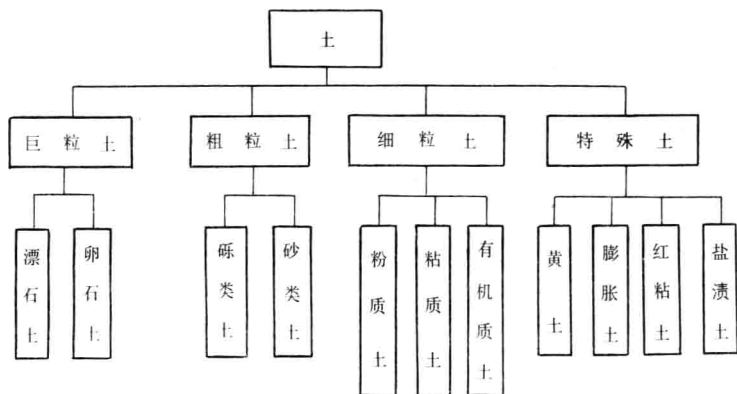 土
巨粒土
粗粒土
细粒土
特殊土
漂石土
卵石土
砾类土
砂类土
粉质土
粘质土
有机质土
黄土
膨胀土
红粘土
盐渍土